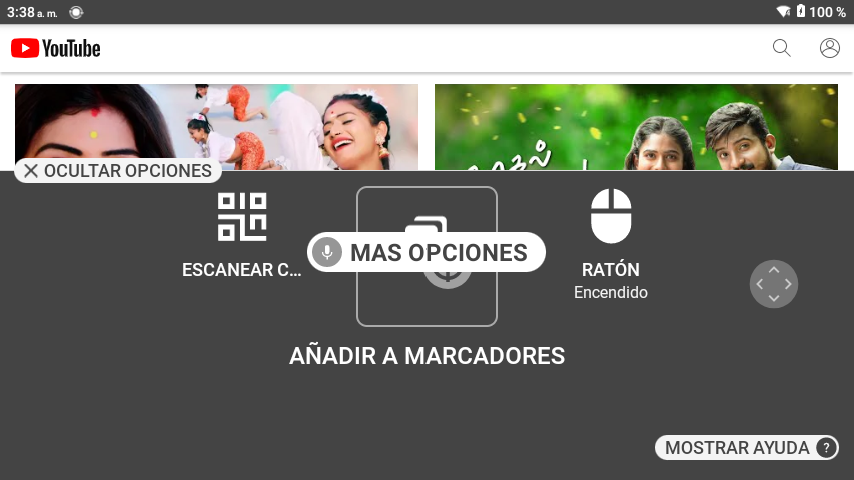 3:38 a. m.
100 %
YouTube
OCULTAR OPCIONES
ESCANEAR C...
MAS OPCIONES
RATÓN
Encendido
AÑADIR A MARCADORES
MOSTRAR AYUDA ?